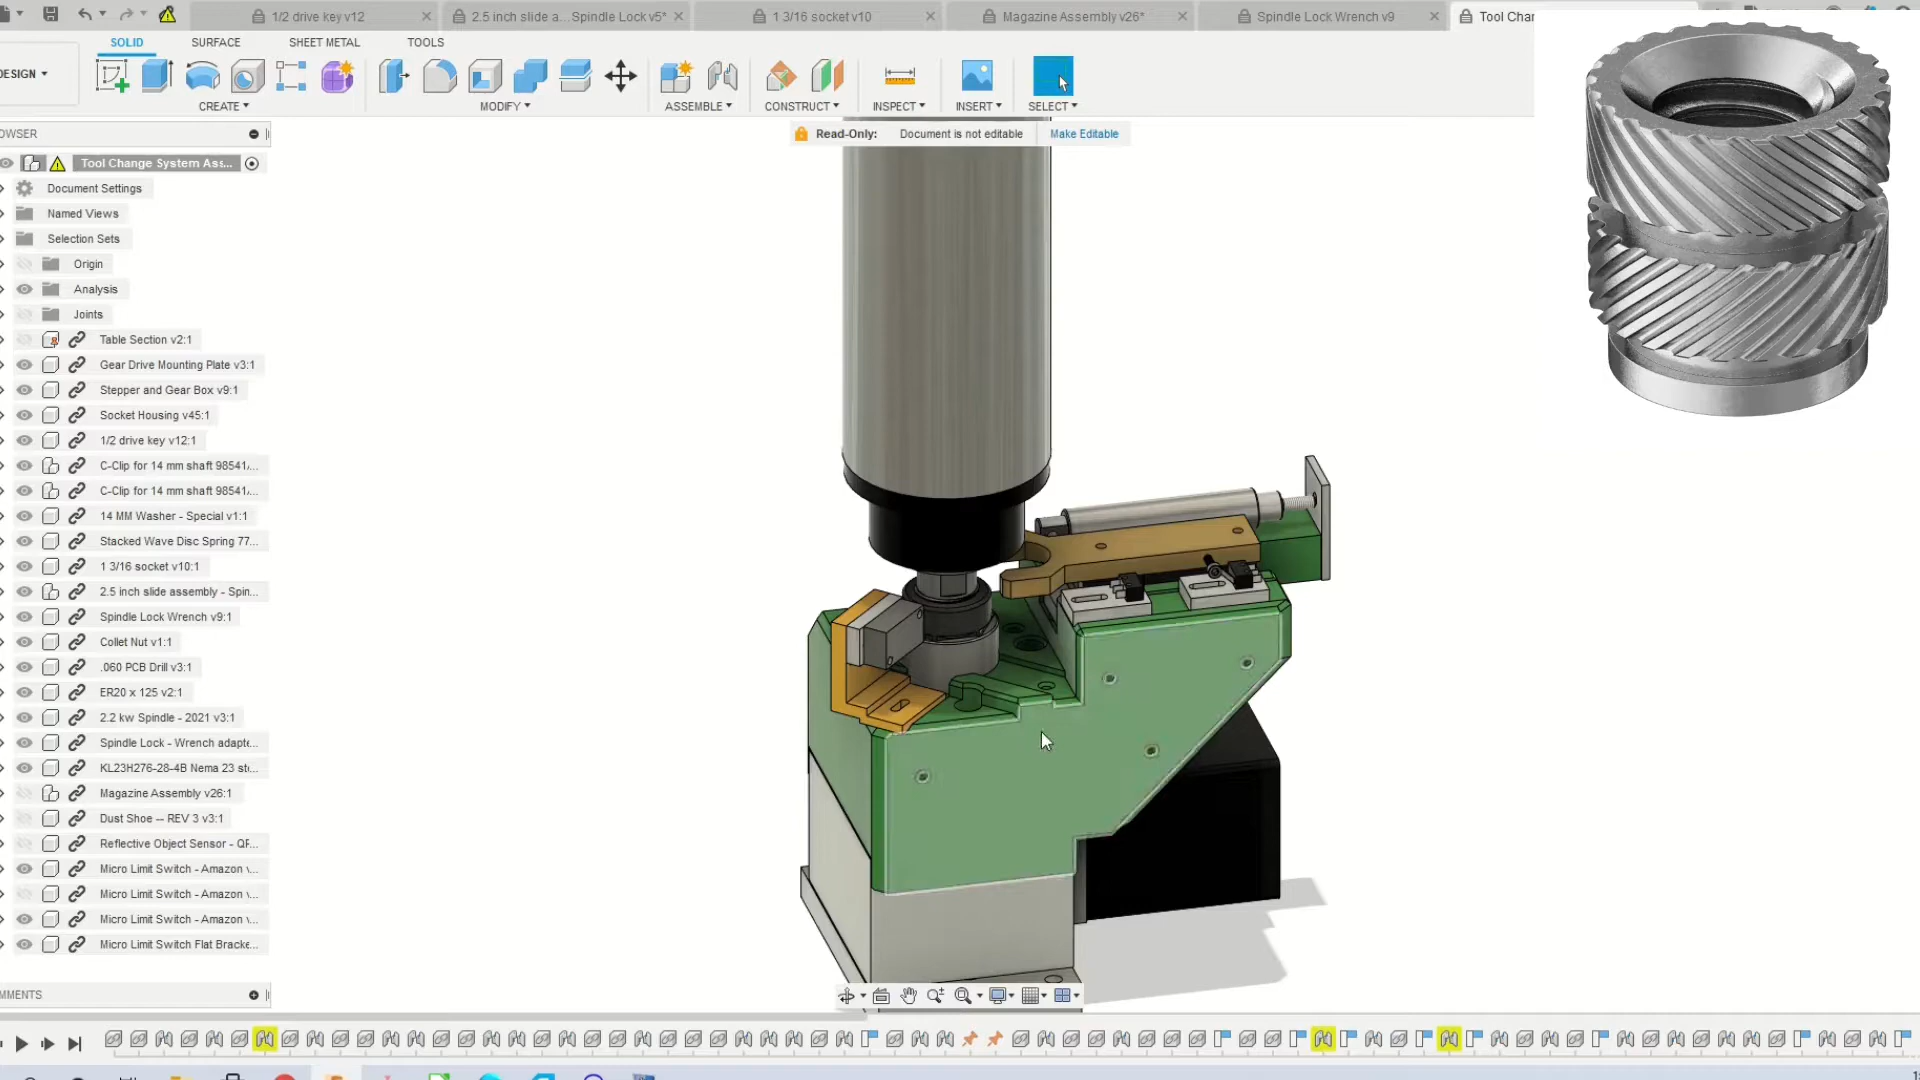 1/2 drive key v12
2.5 inch slide a... Spindle Lock v5*
1 3/16 socket v10
Magazine Assembly v26*
Spindle Lock Wrench v9
Tool Chan
SOLID
SURFACE
SHEET METAL
TOOLS
DESIGN
CREATE
MODIFY
ASSEMBLE
CONSTRUCT
INSPECT
INSERT
SELECT
OWSER
Read-Only: Document is not editable Make Editable
Tool Change System Ass...
Document Settings
Named Views
Selection Sets
Origin
Analysis
Joints
Table Section v2:1
Gear Drive Mounting Plate v3:1
Stepper and Gear Box v9:1
Socket Housing v45:1
1/2 drive key v12:1
C-Clip for 14 mm shaft 98541...
C-Clip for 14 mm shaft 98541...
14 MM Washer - Special v1:1
Stacked Wave Disc Spring 77...
1 3/16 socket v10:1
2.5 inch slide assembly - Spin...
Spindle Lock Wrench v9:1
Collet Nut v1:1
.060 PCB Drill v3:1
ER20 x 125 v2:1
2.2 kw Spindle - 2021 v3:1
Spindle Lock - Wrench adapte...
KL23H276-28-4B Nema 23 ste...
Magazine Assembly v26:1
Dust Shoe -- REV 3 v3:1
Reflective Object Sensor - QF...
Micro Limit Switch - Amazon v...
Micro Limit Switch - Amazon v...
Micro Limit Switch - Amazon v...
Micro Limit Switch Flat Bracke...
MMENTS